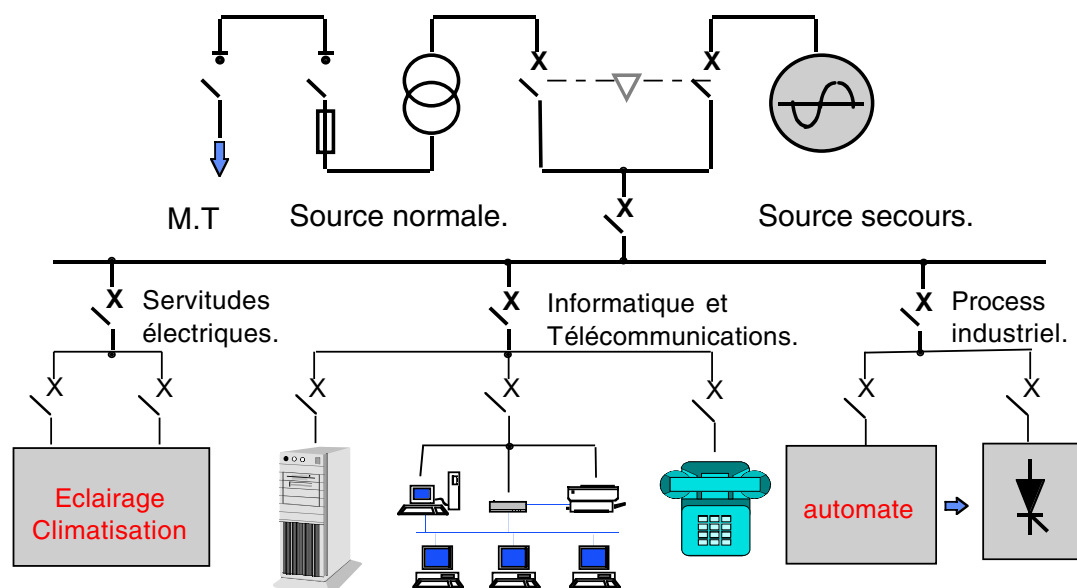 M.T
Source normale.
Source secours.
Servitudes
électriques.
Informatique et
Télécommunications.
Process
industriel.
Eclairage
Climatisation
automate